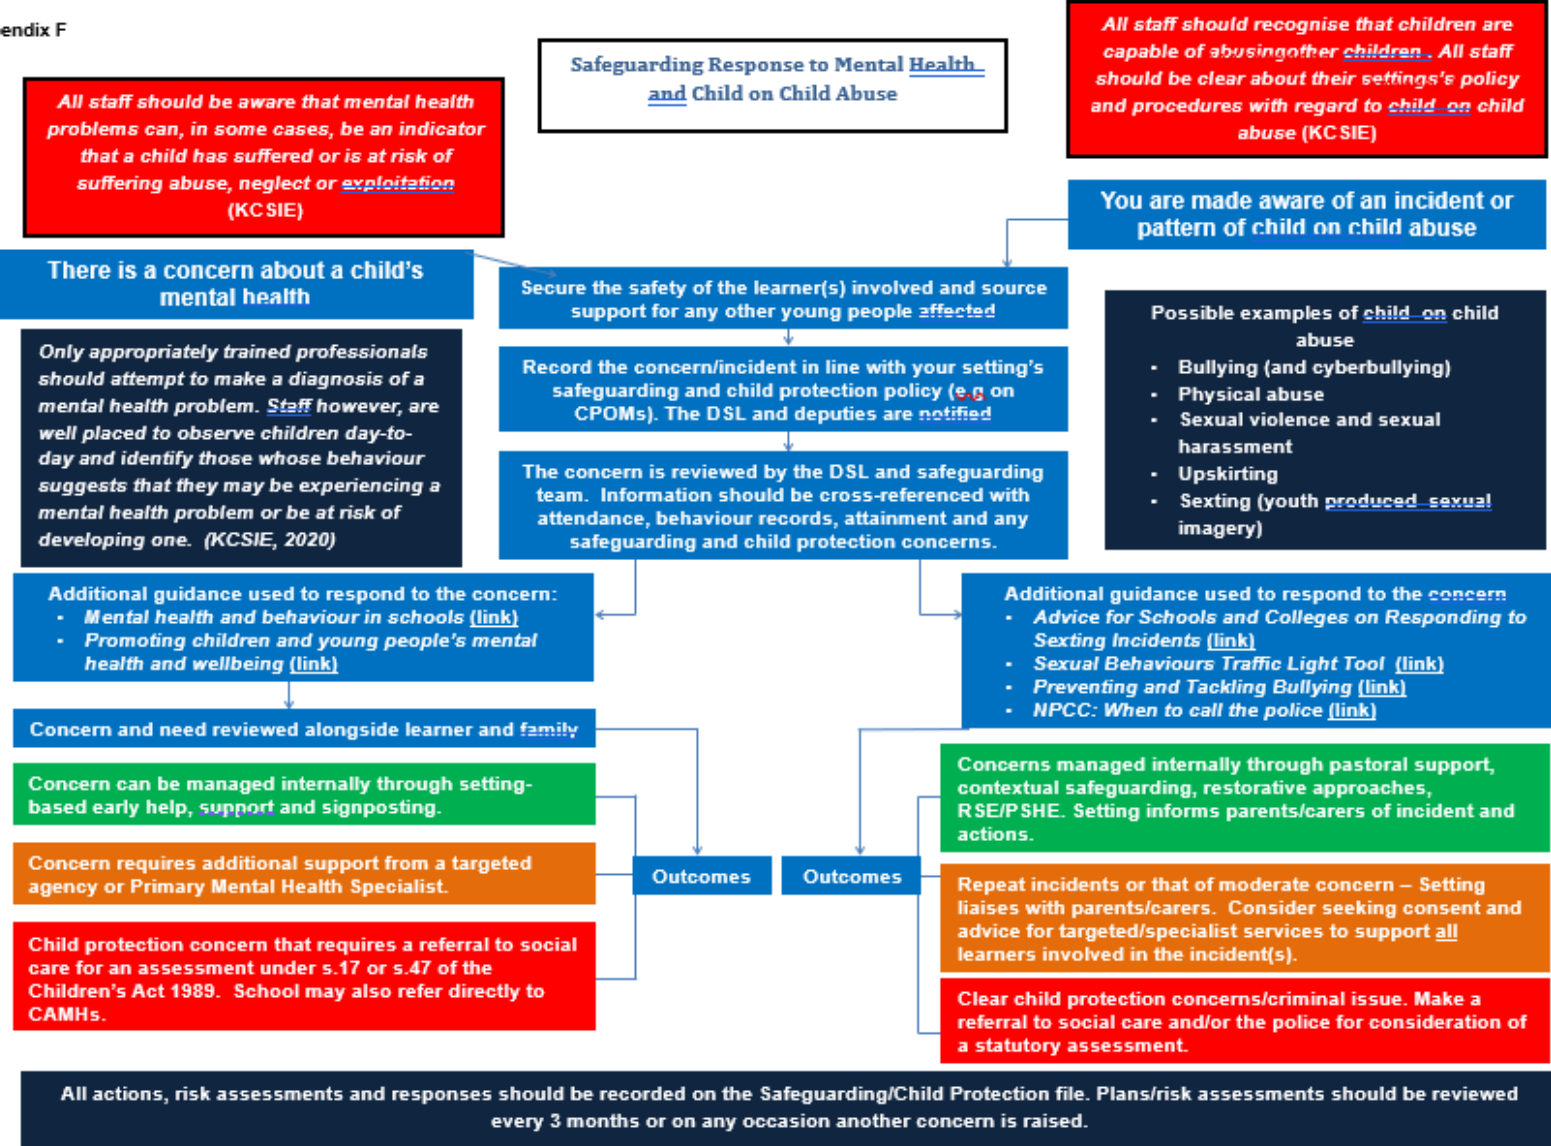 endix F
Safeguarding Response to Mental Health
and Child on Child Abuse
All staff should recognise that children are
capable of abusingother children. All staff
should be clear about their settings's policy
and procedures with regard to child on child
abuse (KCSIE)
All staff should be aware that mental health
problems can, in some cases, be an indicator
that a child has suffered or is at risk of
suffering abuse, neglect or exploitation
(KCSIE)
You are made aware of an incident or
pattern of child on child abuse
There is a concern about a child's
mental health
Secure the safety of the learner(s) involved and source
support for any other young people affected
Record the concern/incident in line with your setting's
safeguarding and child protection policy (e.g on
CPOMs). The DSL and deputies are notified
The concern is reviewed by the DSL and safeguarding
team. Information should be cross-referenced with
attendance, behaviour records, attainment and any
safeguarding and child protection concerns.
Only appropriately trained professionals
should attempt to make a diagnosis of a
mental health problem. Staff however, are
well placed to observe children day-to-
day and identify those whose behaviour
suggests that they may be experiencing a
mental health problem or be at risk of
developing one. (KCSIE, 2020)
Possible examples of child on child
abuse
• Bullying (and cyberbullying)
• Physical abuse
• Sexual violence and sexual
harassment
• Upskirting
• Sexting (youth produced sexual
imagery)
Additional guidance used to respond to the concern:
• Mental health and behaviour in schools (link)
• Promoting children and young people's mental
health and wellbeing (link)
Additional guidance used to respond to the concern
• Advice for Schools and Colleges on Responding to
Sexting Incidents (link)
• Sexual Behaviours Traffic Light Tool (link)
• Preventing and Tackling Bullying (link)
• NPCC: When to call the police (link)
Concern and need reviewed alongside learner and family
Concern can be managed internally through setting-
based early help, support and signposting.
Concern requires additional support from a targeted
agency or Primary Mental Health Specialist.
Child protection concern that requires a referral to social
care for an assessment under s.17 or s.47 of the
Children's Act 1989. School may also refer directly to
CAMHs.
Outcomes
Outcomes
Concerns managed internally through pastoral support,
contextual safeguarding, restorative approaches,
RSE/PSHE. Setting informs parents/carers of incident and
actions.
Repeat incidents or that of moderate concern – Setting
liaises with parents/carers. Consider seeking consent and
advice for targeted/specialist services to support all
learners involved in the incident(s).
Clear child protection concerns/criminal issue. Make a
referral to social care and/or the police for consideration of
a statutory assessment.
All actions, risk assessments and responses should be recorded on the Safeguarding/Child Protection file. Plans/risk assessments should be reviewed
every 3 months or on any occasion another concern is raised.